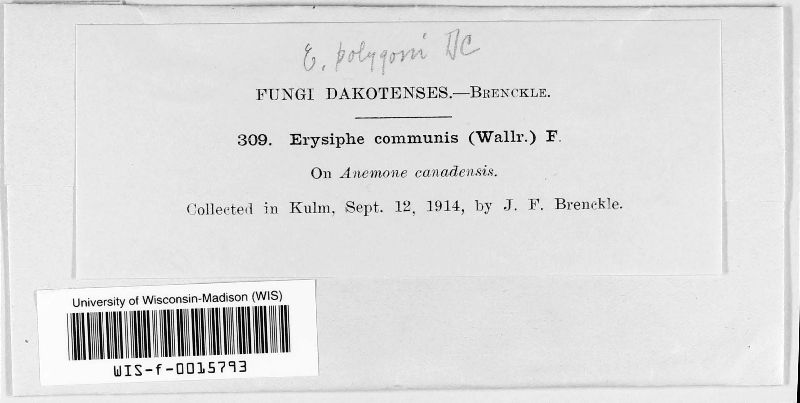 E. polygoni DC
FUNGI DAKOTENSES.—BRENCKLE.
309. Erysiphe communis (Wallr.) F.
On Anemone canadensis.
Collected in Kulm, Sept. 12, 1914, by J. F. Brenckle.
University of Wisconsin-Madison (WIS)
WIS-f-0015793